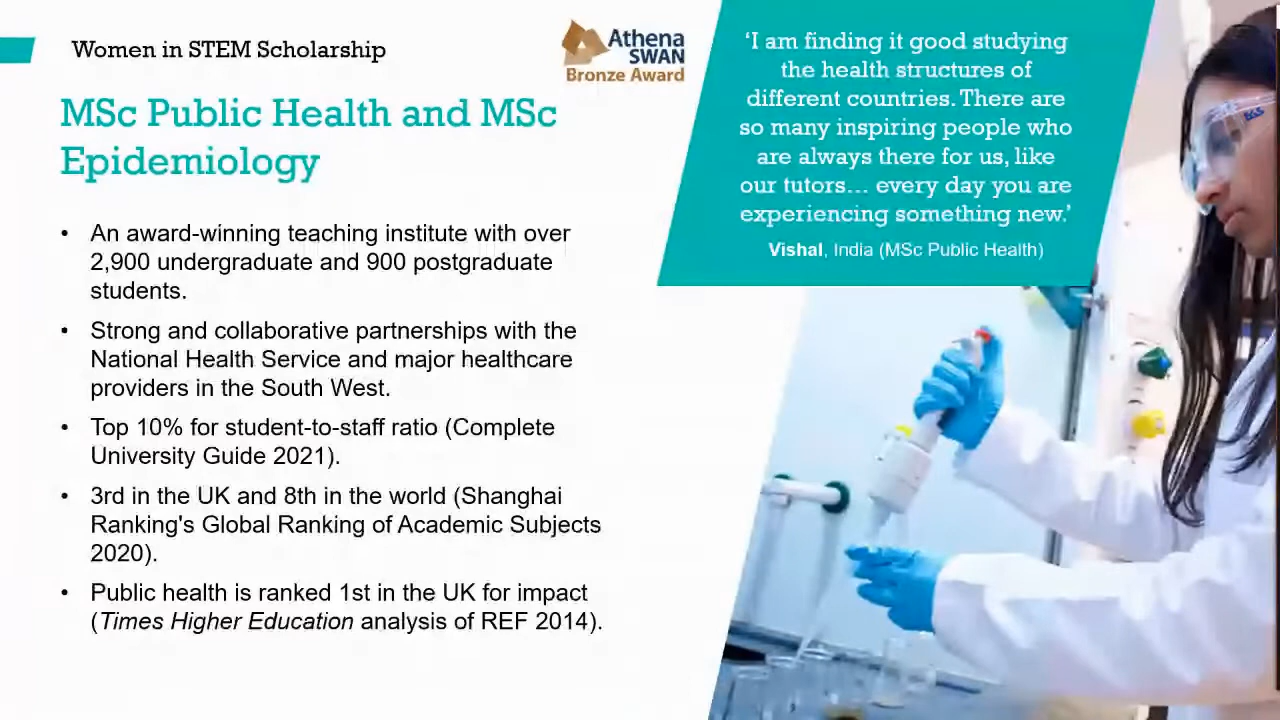 Women in STEM Scholarship
Athena
SWAN
Bronze Award
MSc Public Health and MSc
Epidemiology
• An award-winning teaching institute with over
2,900 undergraduate and 900 postgraduate
students.
• Strong and collaborative partnerships with the
National Health Service and major healthcare
providers in the South West.
• Top 10% for student-to-staff ratio (Complete
University Guide 2021).
• 3rd in the UK and 8th in the world (Shanghai
Ranking's Global Ranking of Academic Subjects
2020).
• Public health is ranked 1st in the UK for impact
(Times Higher Education analysis of REF 2014).
‘I am finding it good studying
the health structures of
different countries. There are
so many inspiring people who
are always there for us, like
our tutors… every day you are
experiencing something new.’
Vishal, India (MSc Public Health)